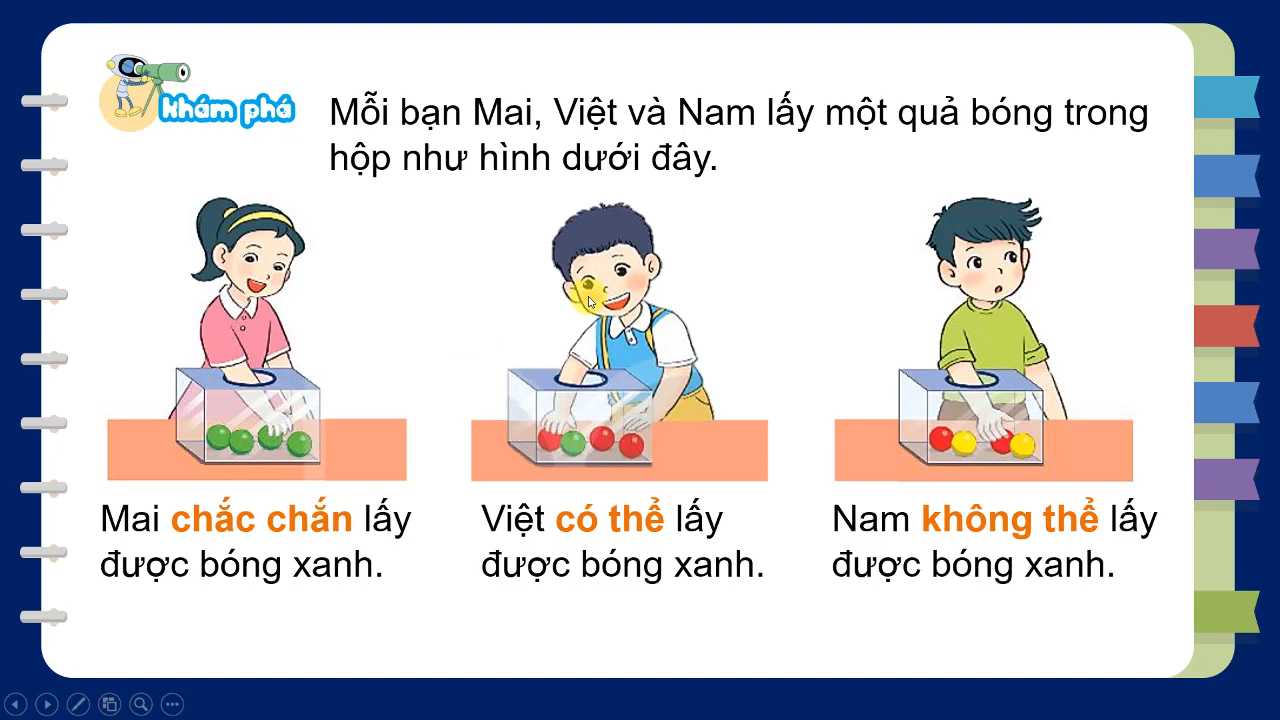 Khám phá
Mỗi bạn Mai, Việt và Nam lấy một quả bóng trong
hộp như hình dưới đây.
Mai chắc chắn lấy
được bóng xanh.
Việt có thể lấy
được bóng xanh.
Nam không thể lấy
được bóng xanh.